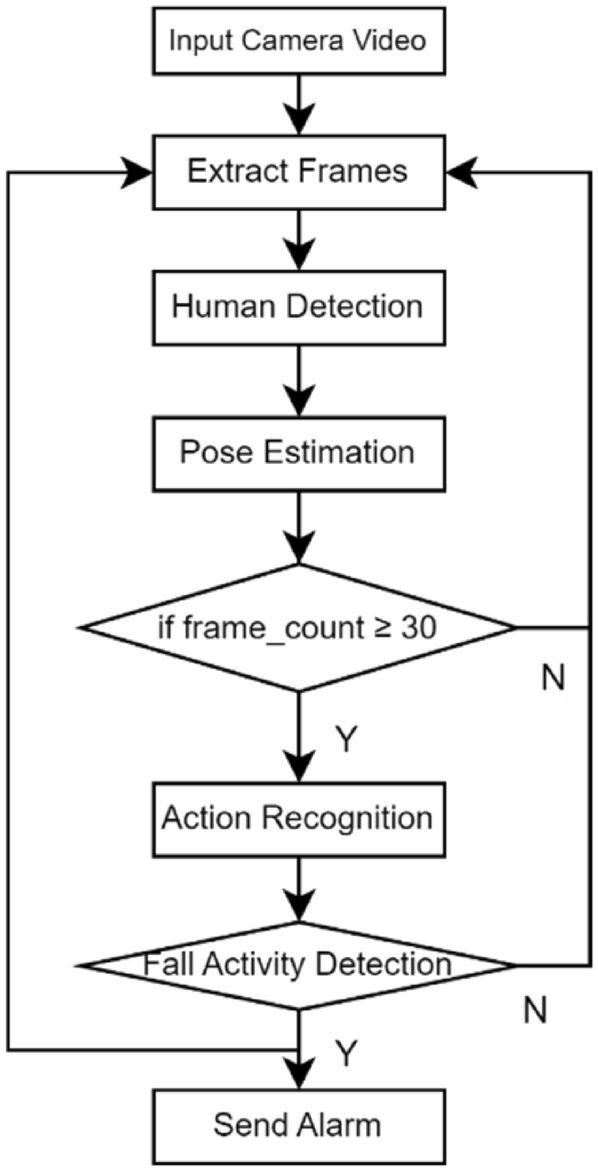 Input Camera Video
Extract Frames
Human Detection
Pose Estimation
if frame_count ≥ 30
N
Y
Action Recognition
Fall Activity Detection
N
Y
Send Alarm